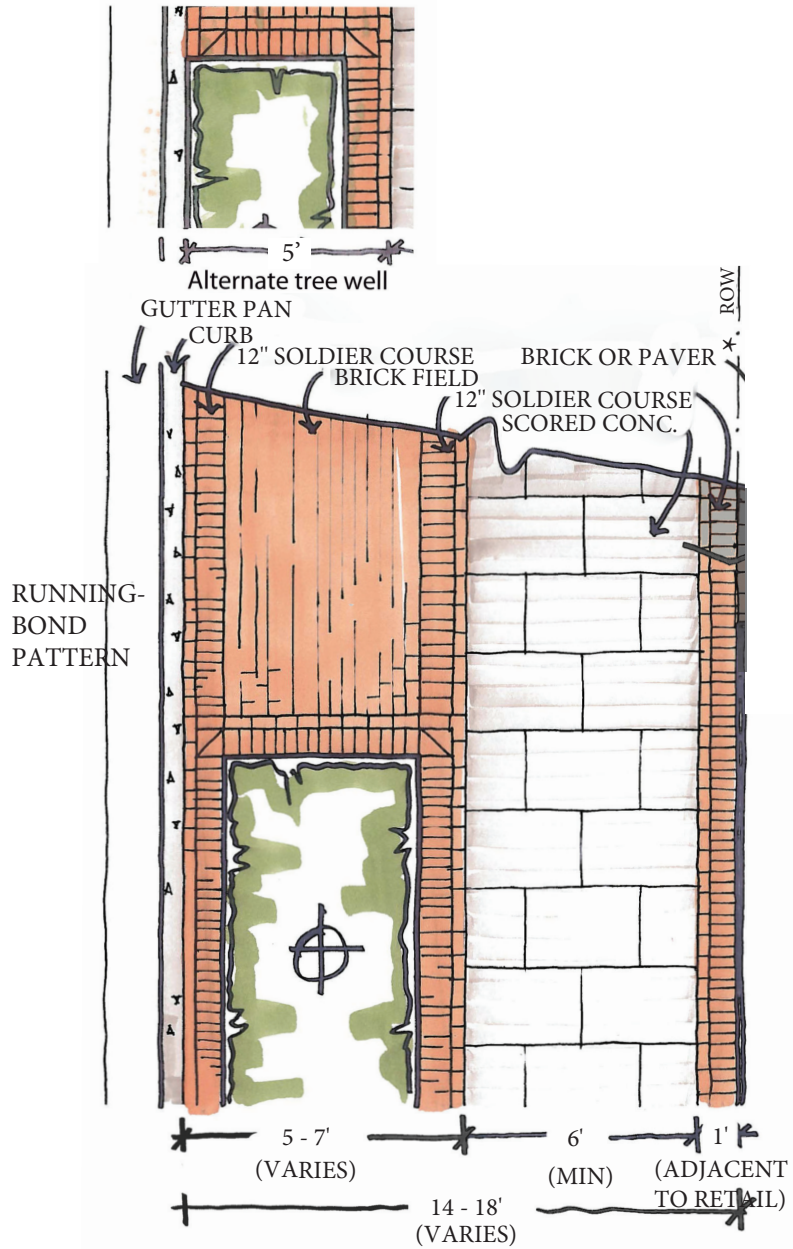 5'
Alternate tree well
GUTTER PAN
CURB
ROW
12" SOLDIER COURSE
BRICK FIELD
BRICK OR PAVER
12" SOLDIER COURSE
SCORED CONC.
RUNNING-
BOND
PATTERN
5 - 7'
(VARIES)
6'
(MIN)
1'
(ADJACENT
TO RETAIL)
14 - 18'
(VARIES)